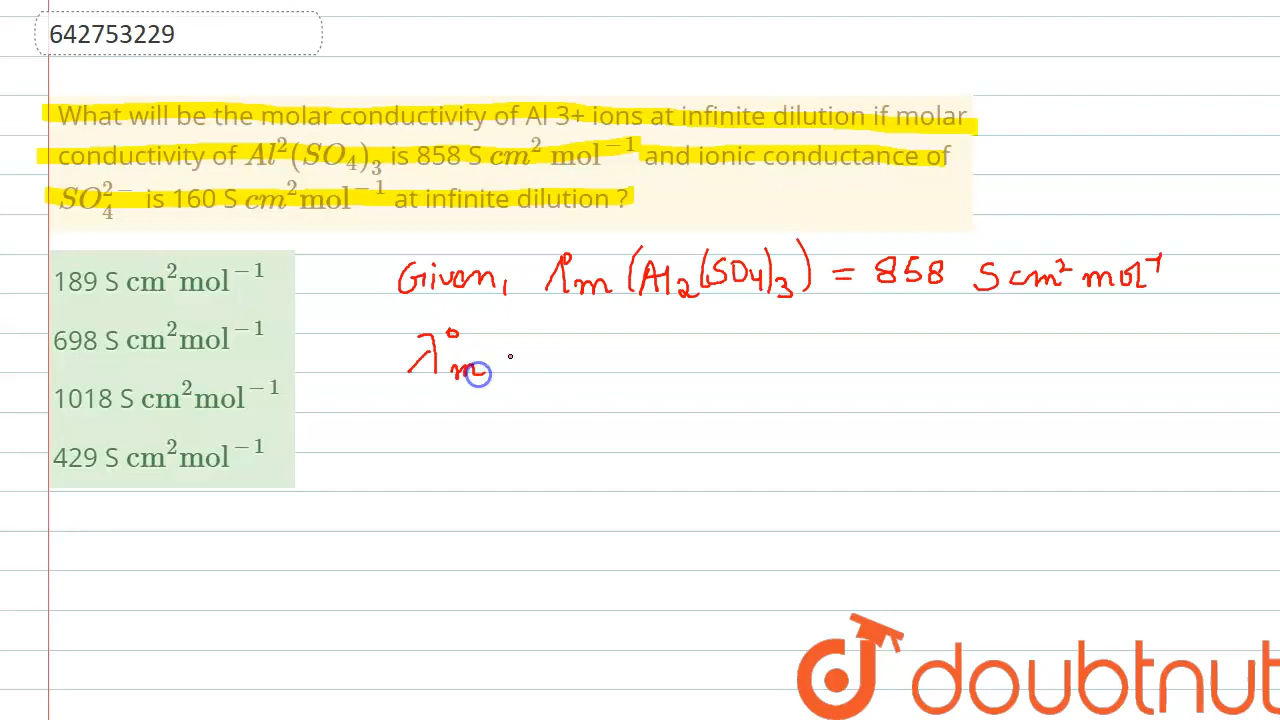 642753229
What will be the molar conductivity of Al 3+ ions at infinite dilution if molar
conductivity of Al²(SO₄)₃ is 858 S cm² mol⁻¹ and ionic conductance of
SO₄²⁻ is 160 S cm²mol⁻¹ at infinite dilution ?
189 S cm²mol⁻¹
Given, λ°m (Al₂(SO₄)₃) = 858 S cm² mol⁻¹
698 S cm²mol⁻¹
λ°m
1018 S cm²mol⁻¹
429 S cm²mol⁻¹
doubtnut